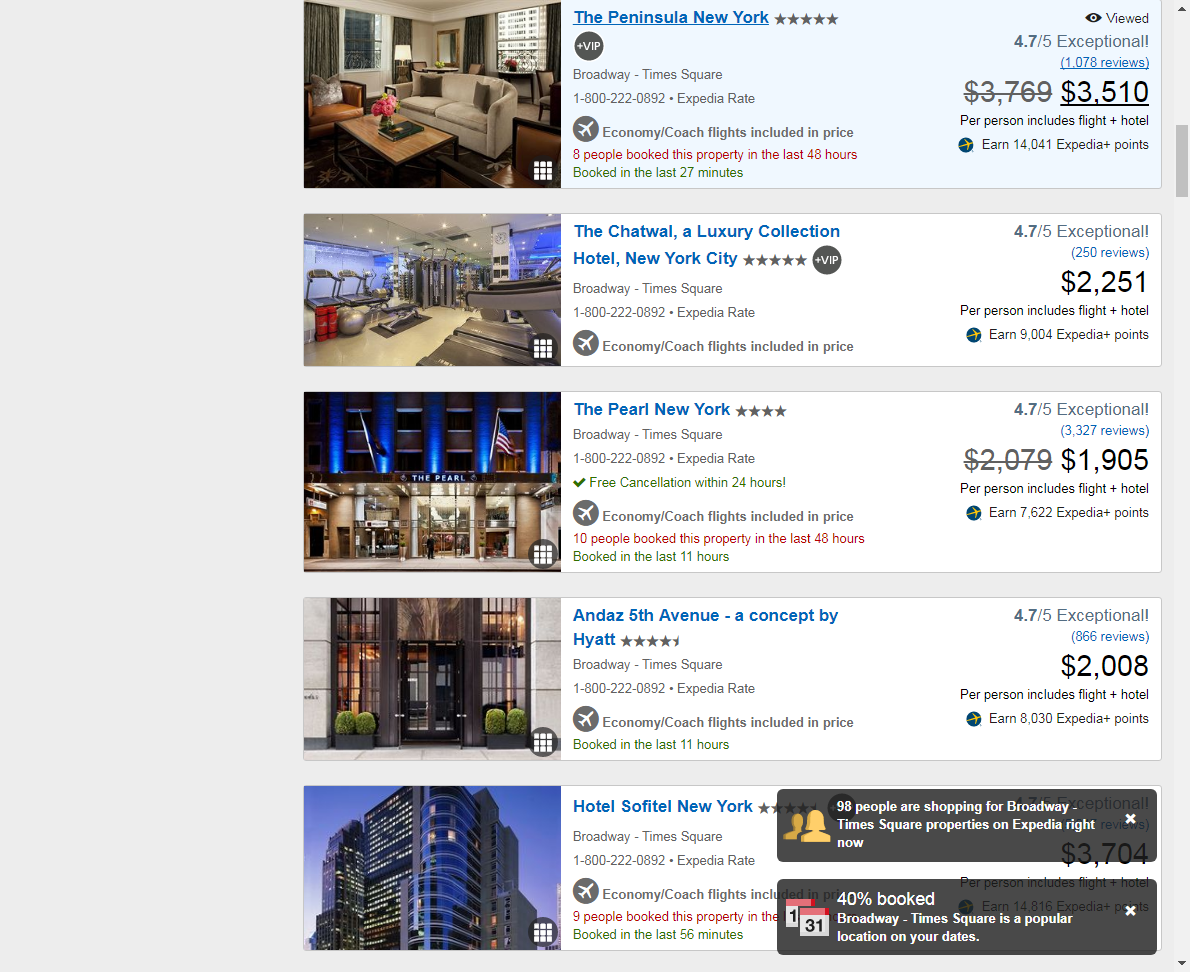 The Peninsula New York
Viewed
+VIP
4.7/5 Exceptional!
(1,078 reviews)
Broadway - Times Square
$3,769 $3,510
1-800-222-0892 • Expedia Rate
Per person includes flight + hotel
Economy/Coach flights included in price
Earn 14,041 Expedia+ points
8 people booked this property in the last 48 hours
Booked in the last 27 minutes
The Chatwal, a Luxury Collection
Hotel, New York City
+VIP
4.7/5 Exceptional!
(250 reviews)
Broadway - Times Square
$2,251
1-800-222-0892 • Expedia Rate
Per person includes flight + hotel
Economy/Coach flights included in price
Earn 9,004 Expedia+ points
THE PEARL
The Pearl New York
4.7/5 Exceptional!
(3,327 reviews)
Broadway - Times Square
$2,079 $1,905
1-800-222-0892 • Expedia Rate
Per person includes flight + hotel
Free Cancellation within 24 hours!
Economy/Coach flights included in price
Earn 7,622 Expedia+ points
10 people booked this property in the last 48 hours
Booked in the last 11 hours
Andaz 5th Avenue - a concept by
Hyatt
4.7/5 Exceptional!
(866 reviews)
Broadway - Times Square
$2,008
1-800-222-0892 • Expedia Rate
Per person includes flight + hotel
Economy/Coach flights included in price
Earn 8,030 Expedia+ points
Booked in the last 11 hours
Hotel Sofitel New York
4.7/5 Exceptional!
reviews)
Broadway - Times Square
$3,704
1-800-222-0892 • Expedia Rate
Per person includes flight + hotel
Economy/Coach flights included in price
Earn 14,816 Expedia+ points
9 people booked this property in the
Booked in the last 56 minutes
98 people are shopping for Broadway -
Times Square properties on Expedia right
now
1
31
40% booked
Broadway - Times Square is a popular
location on your dates.